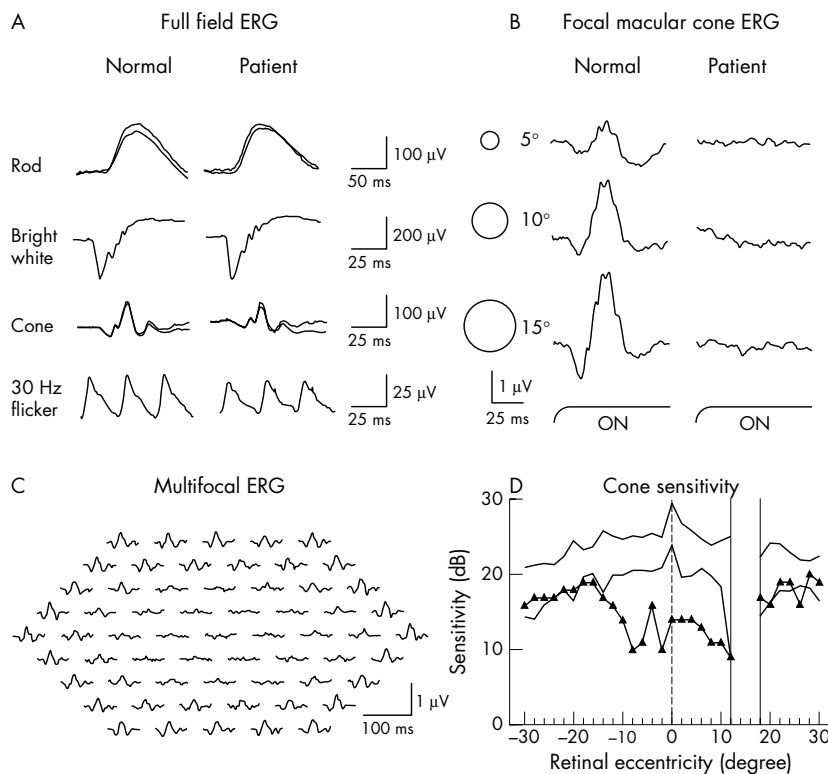 A Full field ERG
Normal Patient
Rod
100 μV
50 ms
Bright
white
200 μV
25 ms
Cone
100 μV
25 ms
30 Hz
flicker
25 μV
25 ms
B Focal macular cone ERG
Normal Patient
5°
10°
15°
1 μV
25 ms
ON ON
C Multifocal ERG
1 μV
100 ms
D Cone sensitivity
30
20
10
0
Sensitivity (dB)
–30 –20 –10 0 10 20 30
Retinal eccentricity (degree)